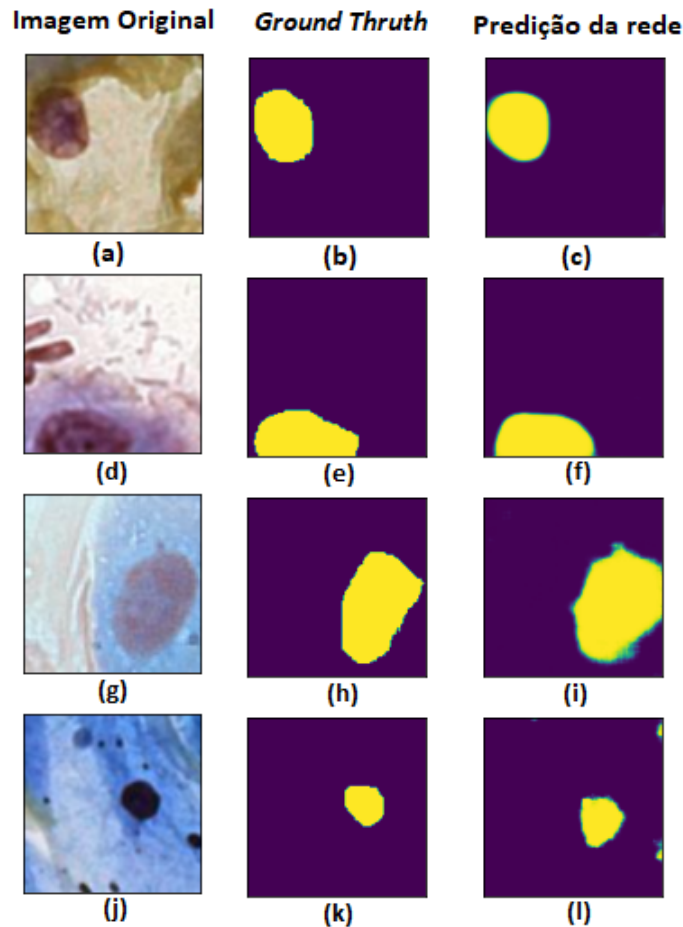 Imagem Original Ground Thruth Predição da rede
(a) (b) (c)
(d) (e) (f)
(g) (h) (i)
(j) (k) (l)